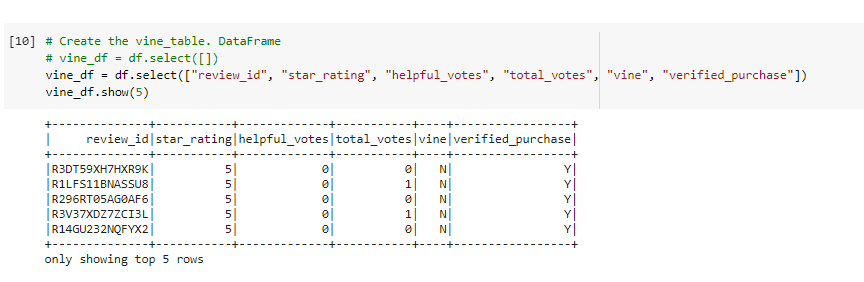 [10] # Create the vine_table. DataFrame
# vine_df = df.select([])
vine_df = df.select(["review_id", "star_rating", "helpful_votes", "total_votes", "vine", "verified_purchase"])
vine_df.show(5)
+--------------+-----------+-------------+-----------+----+-----------------+
|     review_id|star_rating|helpful_votes|total_votes|vine|verified_purchase|
+--------------+-----------+-------------+-----------+----+-----------------+
|R3DT59XH7HXR9K|          5|            0|          0|   N|                Y|
|R1LFS11BNASSU8|          5|            0|          1|   N|                Y|
|R296RT05AG0AF6|          5|            0|          0|   N|                Y|
|R3V37XDZ7ZCI3L|          5|            0|          1|   N|                Y|
|R14GU232NQFYX2|          5|            0|          0|   N|                Y|
+--------------+-----------+-------------+-----------+----+-----------------+
only showing top 5 rows